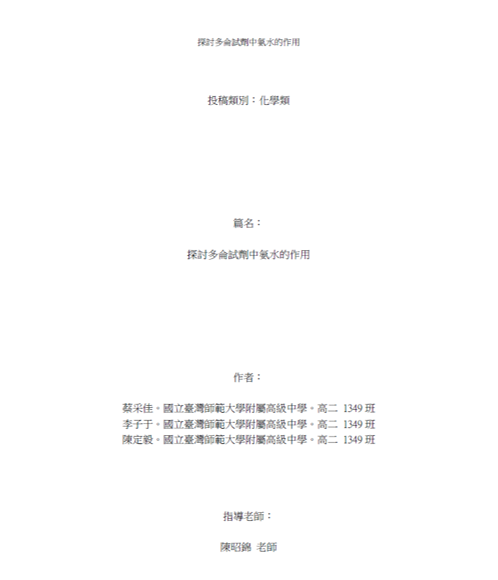 探討多侖試劑中氨水的作用
投稿類別：化學類
篇名：
探討多侖試劑中氨水的作用
作者：
蔡采佳。國立臺灣師範大學附屬高級中學。高二 1349 班
李子于。國立臺灣師範大學附屬高級中學。高二 1349 班
陳定毅。國立臺灣師範大學附屬高級中學。高二 1349 班
指導老師：
陳昭錦 老師